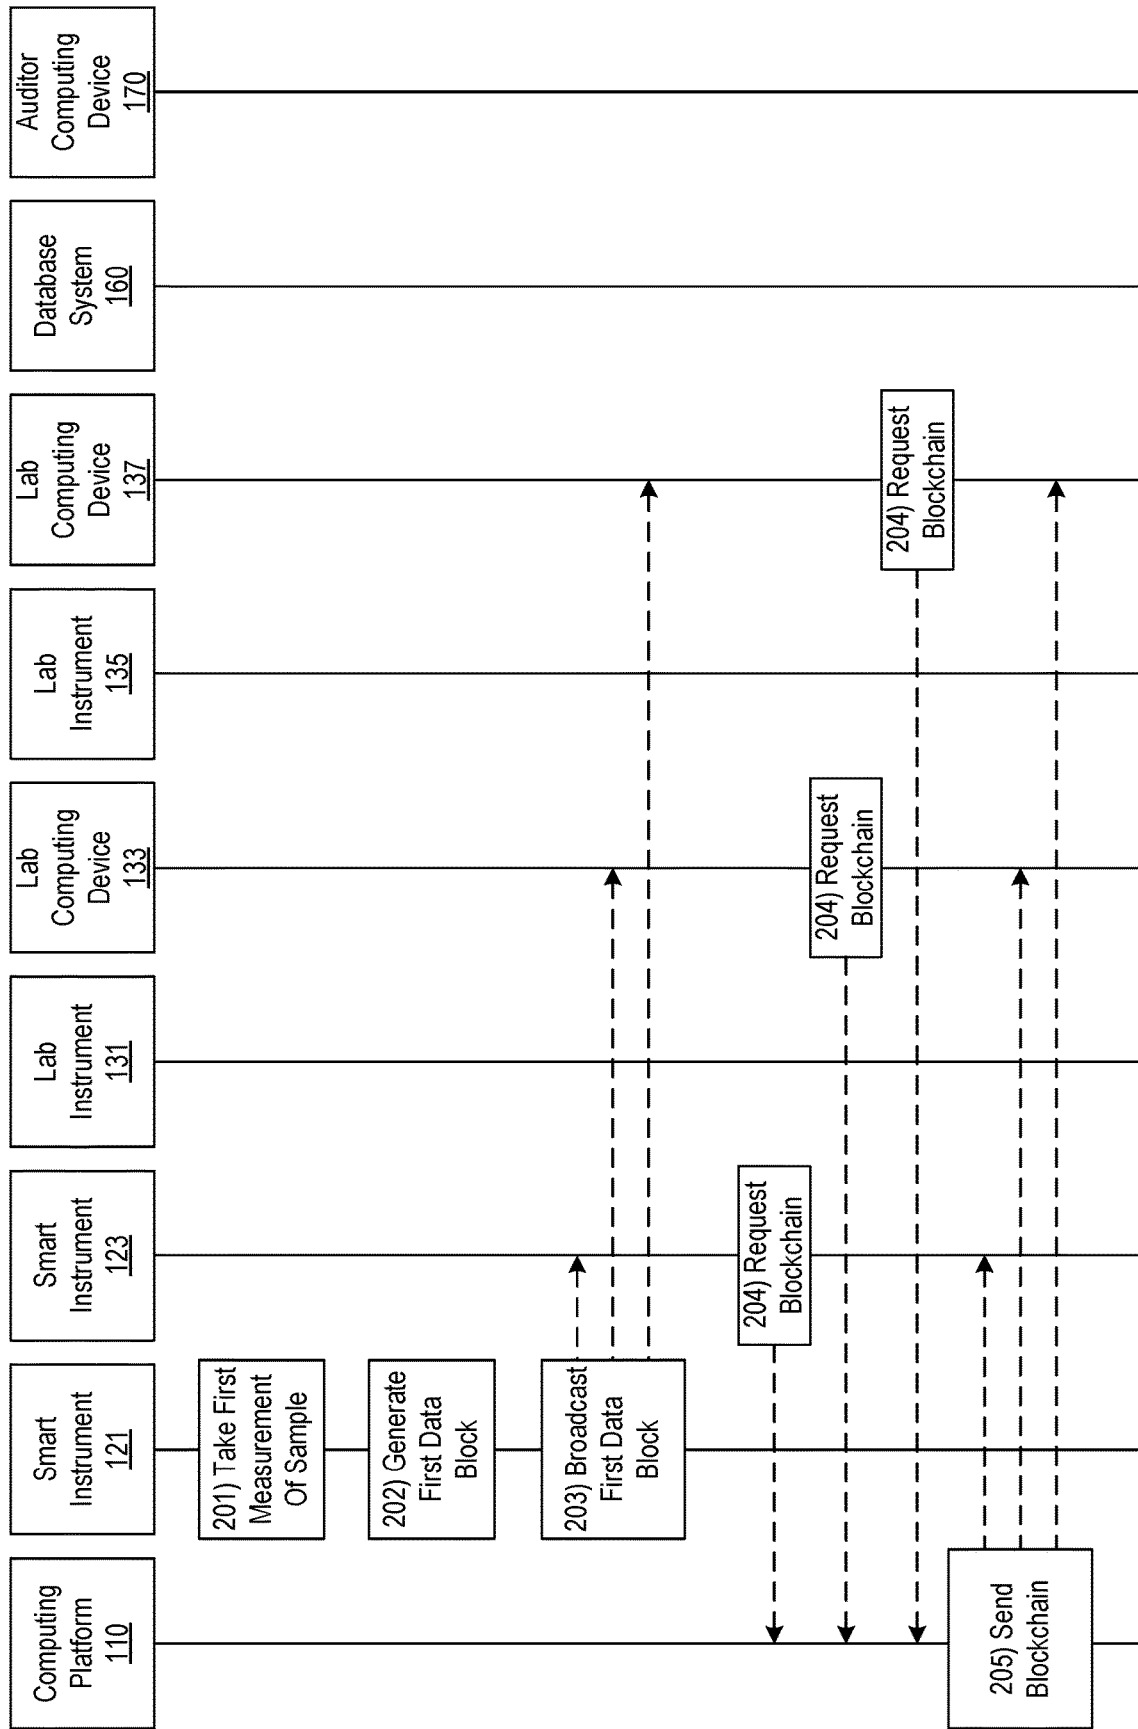 Computing
Platform
110
Smart
Instrument
121
Smart
Instrument
123
Lab
Instrument
131
Lab
Computing
Device
133
Lab
Instrument
135
Lab
Computing
Device
137
Database
System
160
Auditor
Computing
Device
170
201) Take First
Measurement
Of Sample
202) Generate
First Data
Block
203) Broadcast
First Data
Block
204) Request
Blockchain
204) Request
Blockchain
204) Request
Blockchain
205) Send
Blockchain